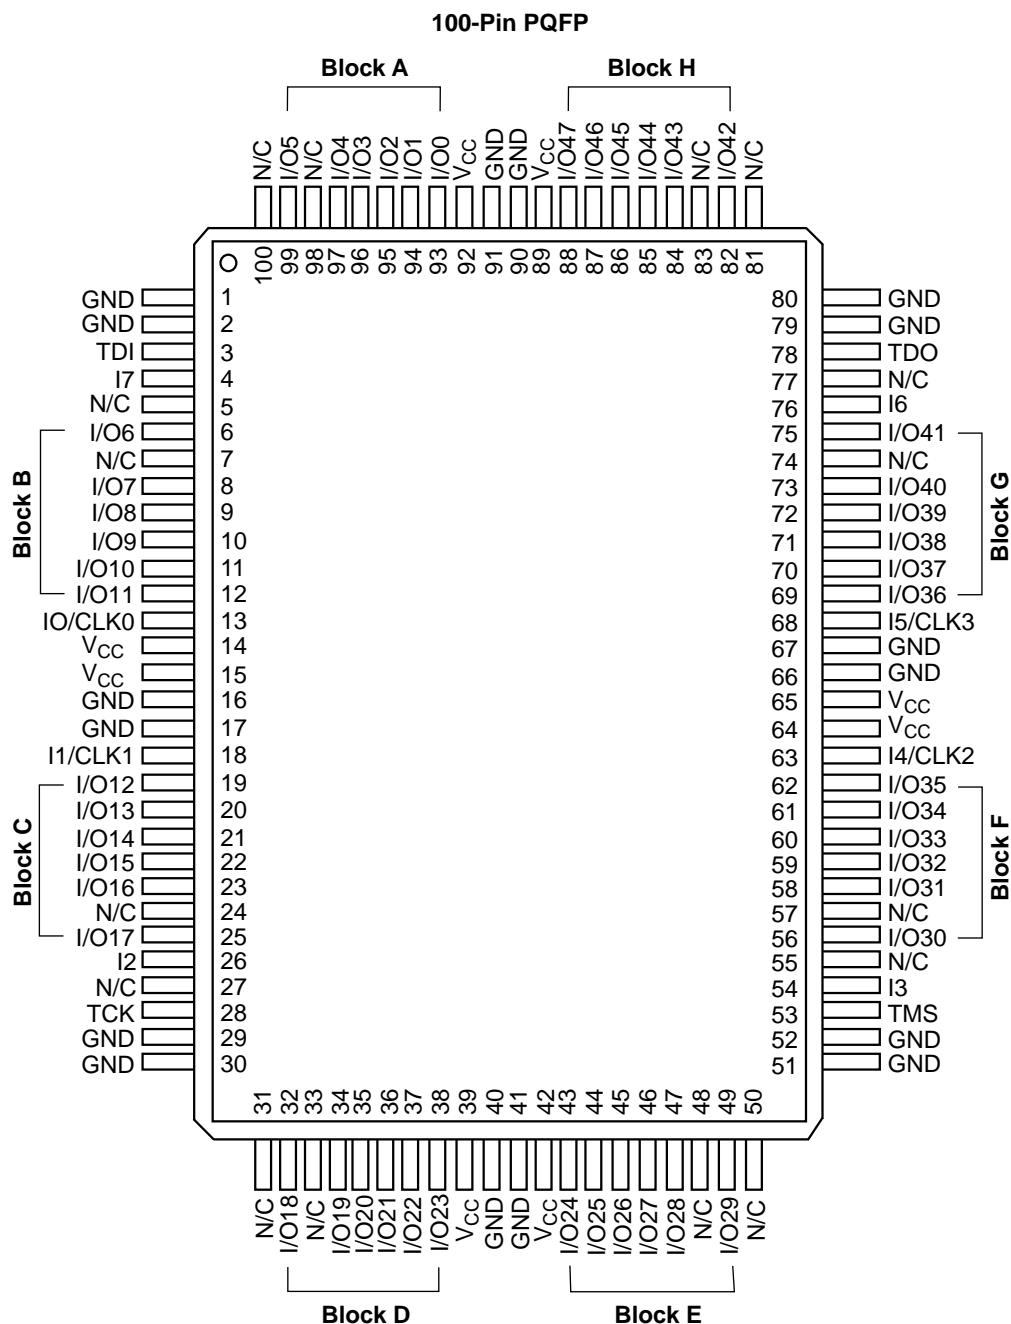 100-Pin PQFP
Block A
Block H
N/C
I/O5
N/C
I/O4
I/O3
I/O2
I/O1
I/O0
VCC
GND
GND
VCC
I/O47
I/O46
I/O45
I/O44
I/O43
N/C
I/O42
N/C
100
99
98
97
96
95
94
93
92
91
90
89
88
87
86
85
84
83
82
81
Block B
Block C
GND 1
GND 2
TDI 3
I7 4
N/C 5
I/O6 6
N/C 7
I/O7 8
I/O8 9
I/O9 10
I/O10 11
I/O11 12
IO/CLK0 13
VCC 14
VCC 15
GND 16
GND 17
I1/CLK1 18
I/O12 19
I/O13 20
I/O14 21
I/O15 22
I/O16 23
N/C 24
I/O17 25
I2 26
N/C 27
TCK 28
GND 29
GND 30
80 GND
79 GND
78 TDO
77 N/C
76 I6
75 I/O41
74 N/C
73 I/O40
72 I/O39
71 I/O38
70 I/O37
69 I/O36
68 I5/CLK3
67 GND
66 GND
65 VCC
64 VCC
63 I4/CLK2
62 I/O35
61 I/O34
60 I/O33
59 I/O32
58 I/O31
57 N/C
56 I/O30
55 N/C
54 I3
53 TMS
52 GND
51 GND
Block G
Block F
31
32
33
34
35
36
37
38
39
40
41
42
43
44
45
46
47
48
49
50
N/C
I/O18
N/C
I/O19
I/O20
I/O21
I/O22
I/O23
VCC
GND
GND
VCC
I/O24
I/O25
I/O26
I/O27
I/O28
N/C
I/O29
N/C
Block D
Block E